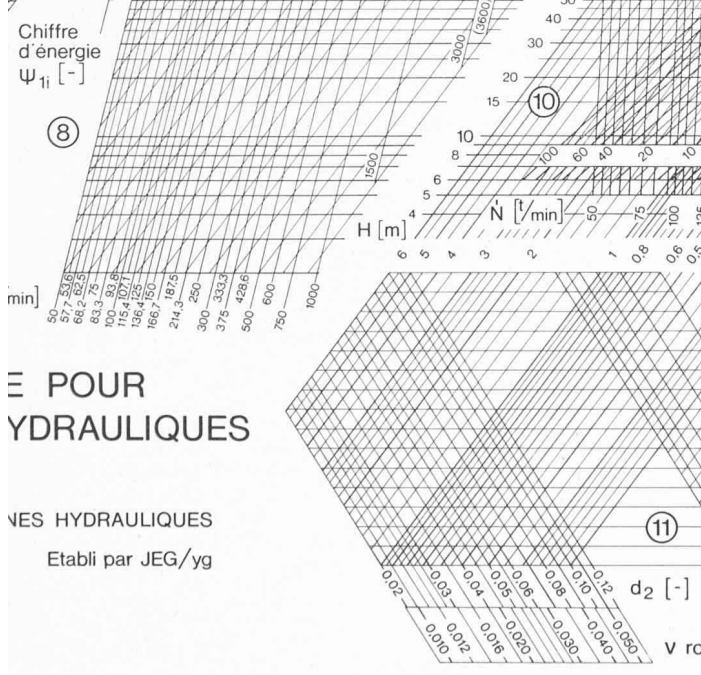 Chiffre
d'énergie
Ψ1i [-]
8
(3600)
3000
1500
50
40
30
20
15
10
8
6
5
4
H [m]
10
100 60 40 20 10
Ṅ [t/min] 50 75 100 125
6 5 4 3 2 1 0,8 0,6 0,5
min]
50 53,6
57,7 62,5
68,2 75
83,3 93,8
100 107,1
115,4 125
136,4 150
166,7 187,5
214,3 250
300 333,3
375 428,6
500 600
750 1000
E POUR
YDRAULIQUES
NES HYDRAULIQUES
Etabli par JEG/yg
11
0.02 0.03 0.04 0.05 0.06 0.08 0.10 0.12
d2 [-]
0.010 0.012 0.016 0.020 0.030 0.040 0.050
v ro